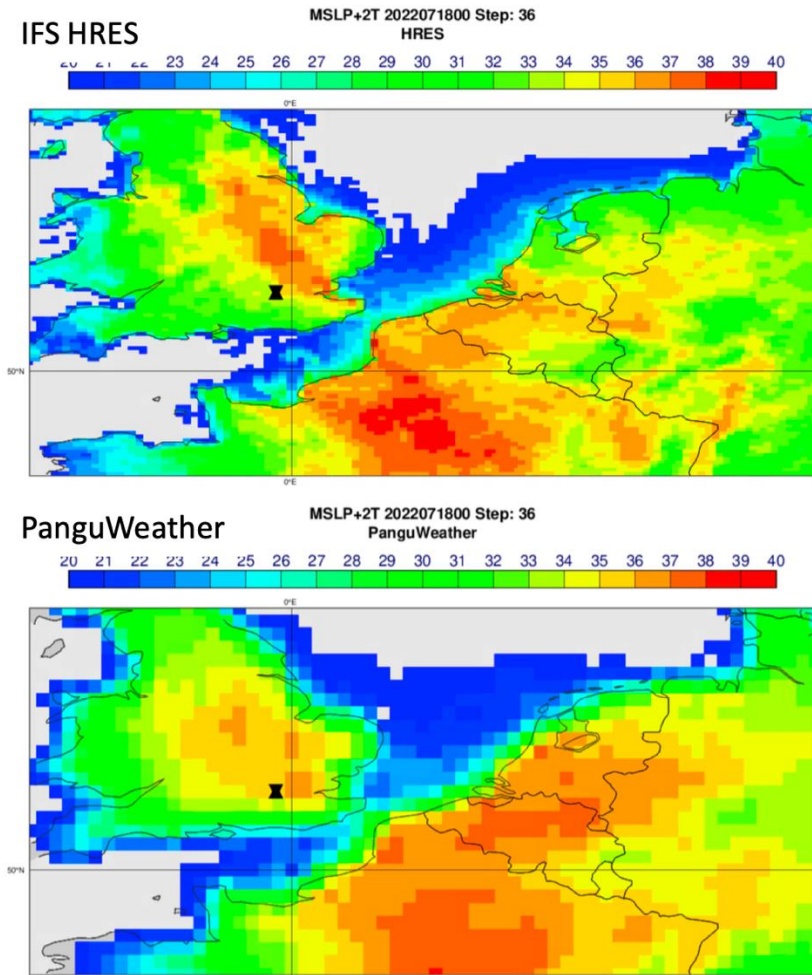 IFS HRES
MSLP+2T 2022071800 Step: 36
HRES
20 21 22 23 24 25 26 27 28 29 30 31 32 33 34 35 36 37 38 39 40
0°E
50°N
0°E
PanguWeather
MSLP+2T 2022071800 Step: 36
PanguWeather
20 21 22 23 24 25 26 27 28 29 30 31 32 33 34 35 36 37 38 39 40
0°E
50°N